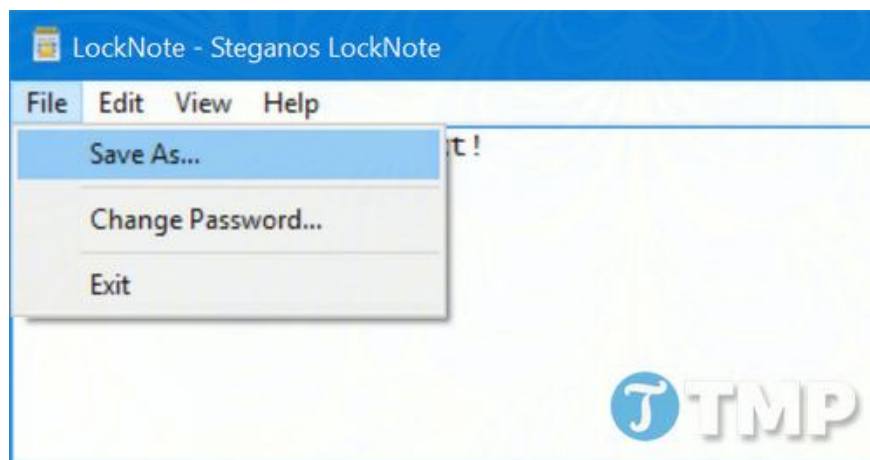 LockNote - Steganos LockNote
File Edit View Help
Save As...
t!
Change Password...
Exit
TMP